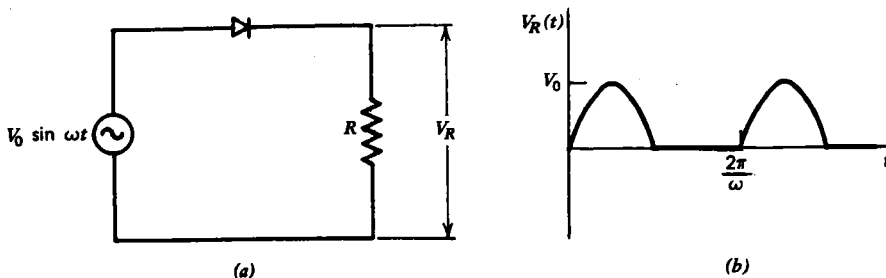 V_R(t)
V_0
V_0 sin ωt
R
V_R
2π
ω
t
(a)
(b)